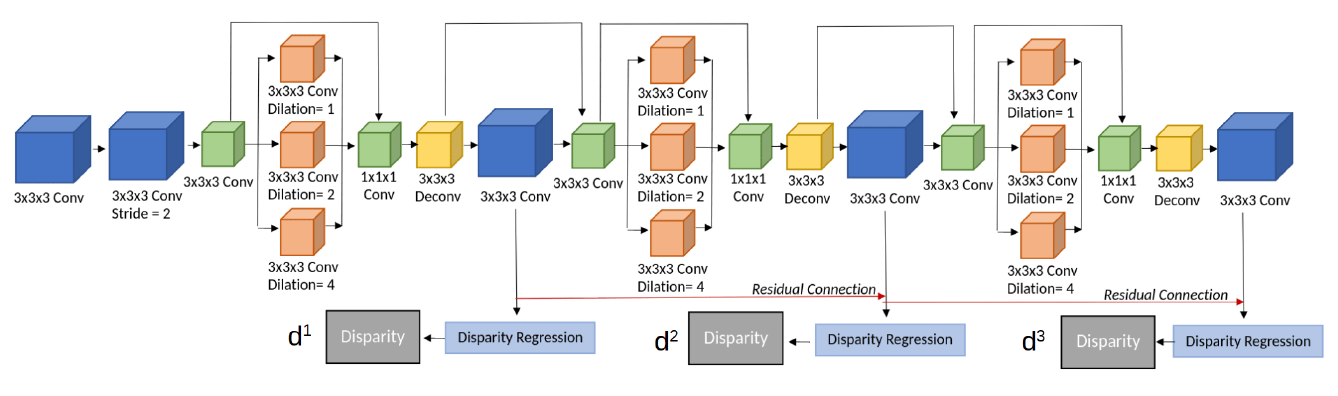 3x3x3 Conv
3x3x3 Conv
Stride = 2
3x3x3 Conv
3x3x3 Conv
Dilation= 1
3x3x3 Conv
Dilation= 2
3x3x3 Conv
Dilation= 4
1x1x1
Conv
3x3x3
Deconv
3x3x3 Conv
3x3x3 Conv
3x3x3 Conv
Dilation= 1
3x3x3 Conv
Dilation= 2
3x3x3 Conv
Dilation= 4
1x1x1
Conv
3x3x3
Deconv
3x3x3 Conv
3x3x3 Conv
3x3x3 Conv
Dilation= 1
3x3x3 Conv
Dilation= 2
3x3x3 Conv
Dilation= 4
1x1x1
Conv
3x3x3
Deconv
3x3x3 Conv
Residual Connection
Residual Connection
d¹
Disparity
Disparity Regression
d²
Disparity
Disparity Regression
d³
Disparity
Disparity Regression